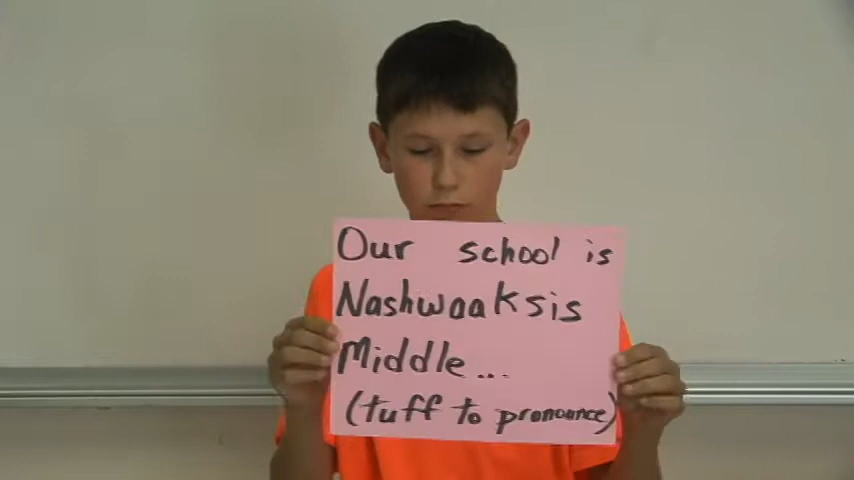 Our school is
Nashwaaksis
Middle...
(tuff to pronounce)